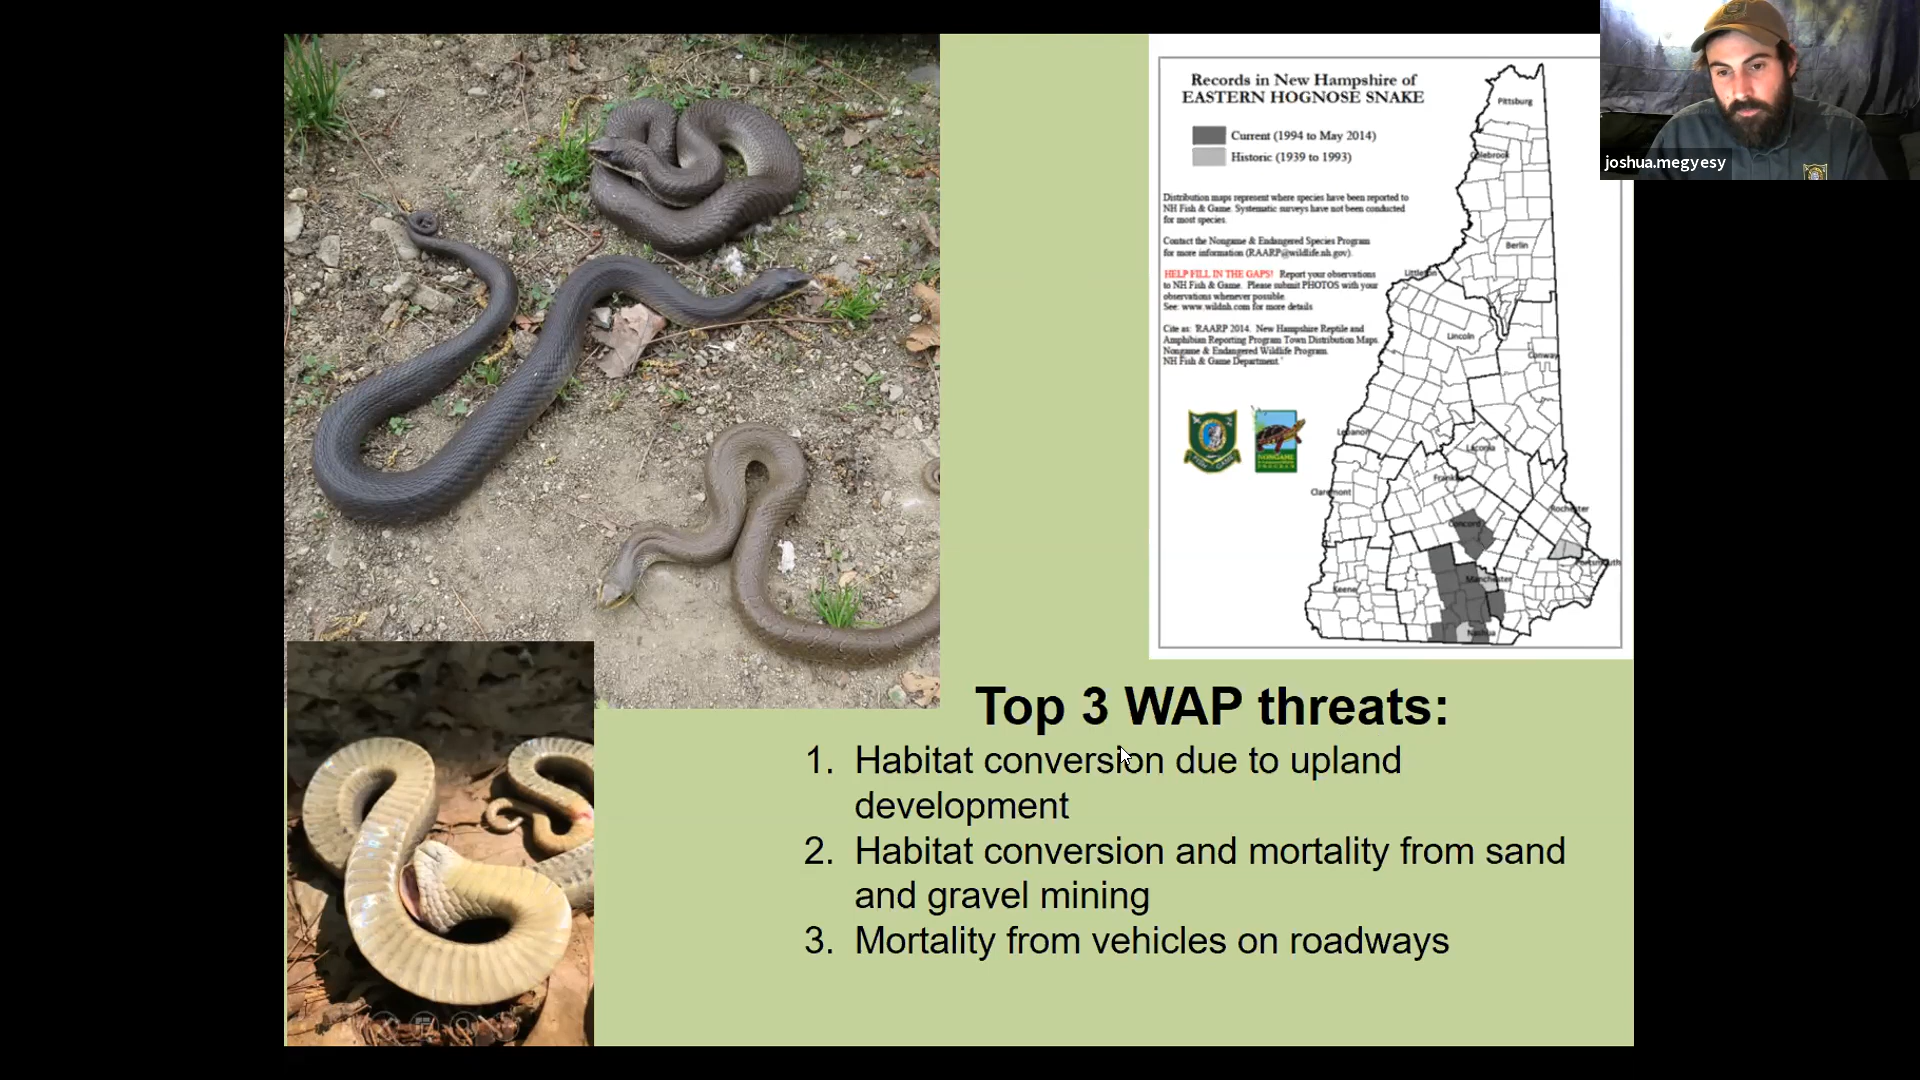 Records in New Hampshire of
EASTERN HOGNOSE SNAKE
Current (1994 to May 2014)
Historic (1939 to 1993)
Distribution maps represent where species have been reported to
NH Fish & Game. Systematic surveys have not been conducted
for most species.
Contact the Nongame & Endangered Species Program
for more information (RAARP@wildlife.nh.gov).
HELP FILL IN THE GAPS! Report your observations
to NH Fish & Game. Please submit PHOTOS with your
observations whenever possible.
See: www.wildnh.com for more details
Cite as: 'RAARP 2014. New Hampshire Reptile and
Amphibian Reporting Program Town Distribution Maps.
Nongame & Endangered Wildlife Program.
NH Fish & Game Department.'
Pittsburg
Colebrook
Berlin
Littleton
Lincoln
Conway
Lebanon
Laconia
Franklin
Claremont
Rochester
Concord
Portsmouth
Manchester
Keene
Nashua
FISH GAME
NONGAME
PROGRAM
joshua.megyesy
Top 3 WAP threats:
1. Habitat conversion due to upland
development
2. Habitat conversion and mortality from sand
and gravel mining
3. Mortality from vehicles on roadways